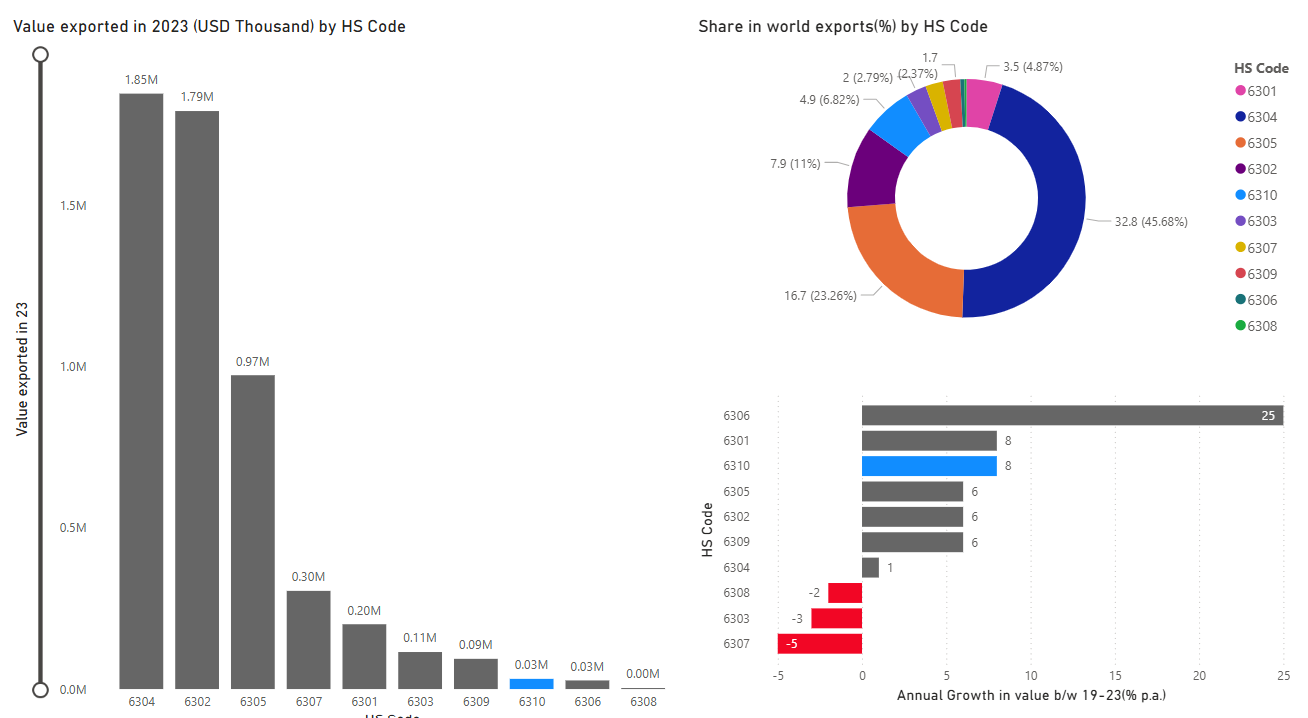 Value exported in 2023 (USD Thousand) by HS Code
Value exported in 23
1.5M
1.0M
0.5M
0.0M
1.85M
1.79M
0.97M
0.30M
0.20M
0.11M
0.09M
0.03M
0.03M
0.00M
6304 6302 6305 6307 6301 6303 6309 6310 6306 6308
HS Code
Share in world exports(%) by HS Code
1.7
(2.37%)
2 (2.79%)
4.9 (6.82%)
7.9 (11%)
16.7 (23.26%)
3.5 (4.87%)
32.8 (45.68%)
HS Code
6301
6304
6305
6302
6310
6303
6307
6309
6306
6308
HS Code
6306 25
6301 8
6310 8
6305 6
6302 6
6309 6
6304 1
6308 -2
6303 -3
6307 -5
-5 0 5 10 15 20 25
Annual Growth in value b/w 19-23(% p.a.)